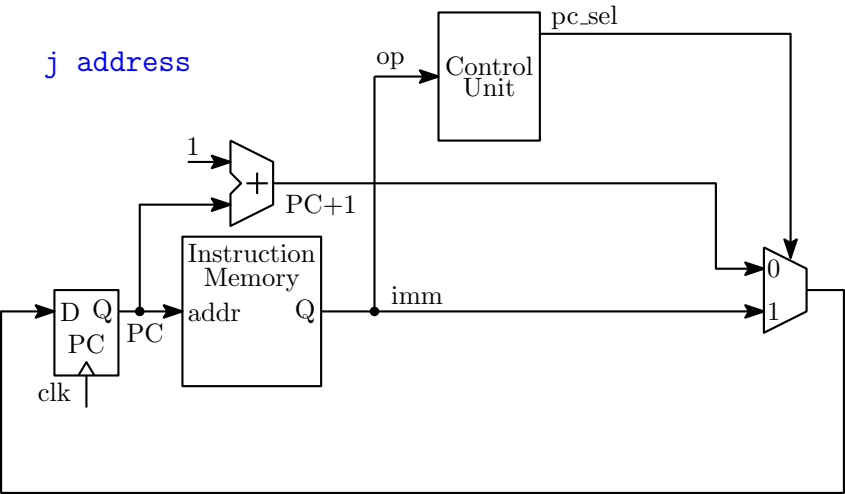 j address
pc_sel
op
Control
Unit
1
+
PC+1
Instruction
Memory
addr
Q
imm
0
1
D
Q
PC
PC
clk